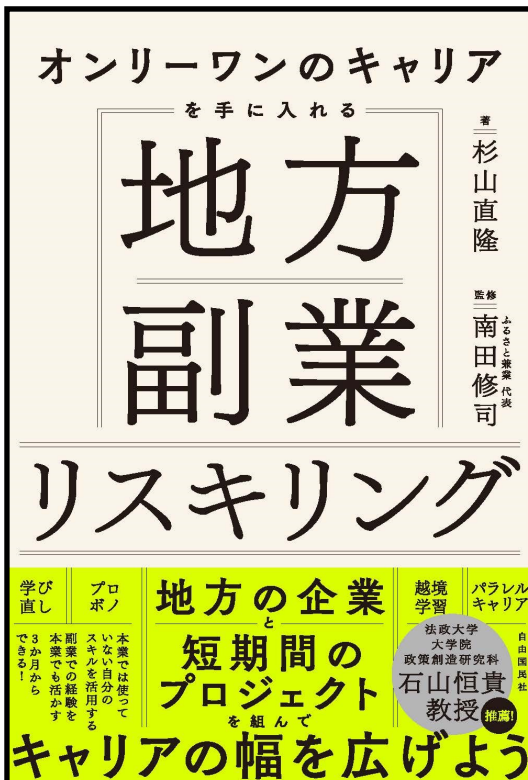 オンリーワンのキャリア
を手に入れる
地方
副業
リスキリング
著
杉山直隆
監修
ふるさと兼業 代表
南田修司
学び
直し
プロ
ボノ
地方の企業
と
短期間の
プロジェクト
を組んで
キャリアの幅を広げよう
越境
学習
パラレル
キャリア
本業では使って
いない自分の
スキルを活用する
副業での経験を
本業でも活かす
3か月から
できる!
法政大学
大学院
政策創造研究科
石山恒貴
教授
推薦!
自由国民社